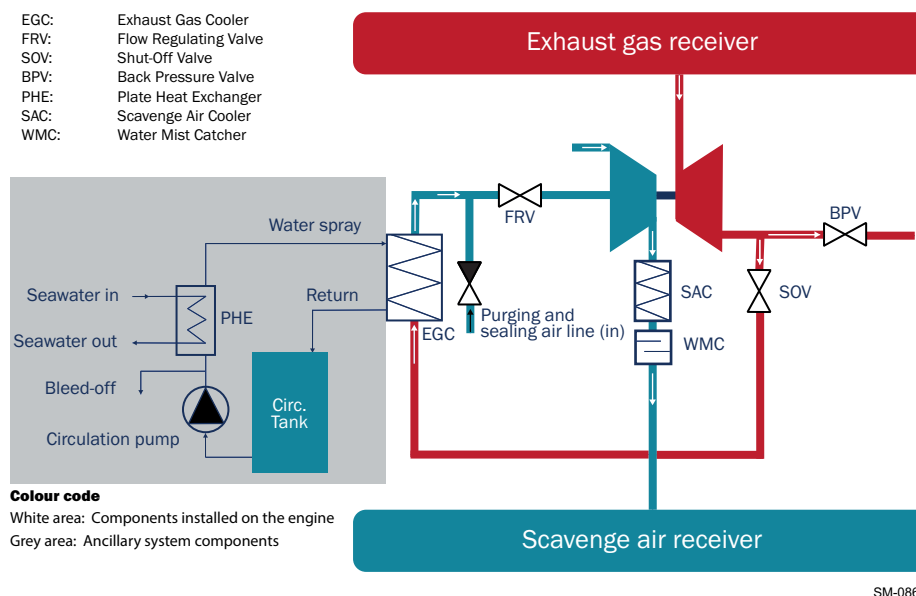 EGC: Exhaust Gas Cooler
FRV: Flow Regulating Valve
SOV: Shut-Off Valve
BPV: Back Pressure Valve
PHE: Plate Heat Exchanger
SAC: Scavenge Air Cooler
WMC: Water Mist Catcher
Exhaust gas receiver
FRV
BPV
Water spray
Seawater in
Return
PHE
Seawater out
EGC
Purging and
sealing air line (in)
SAC
SOV
WMC
Bleed-off
Circ.
Tank
Circulation pump
Colour code
White area: Components installed on the engine
Grey area: Ancillary system components
Scavenge air receiver
SM-086